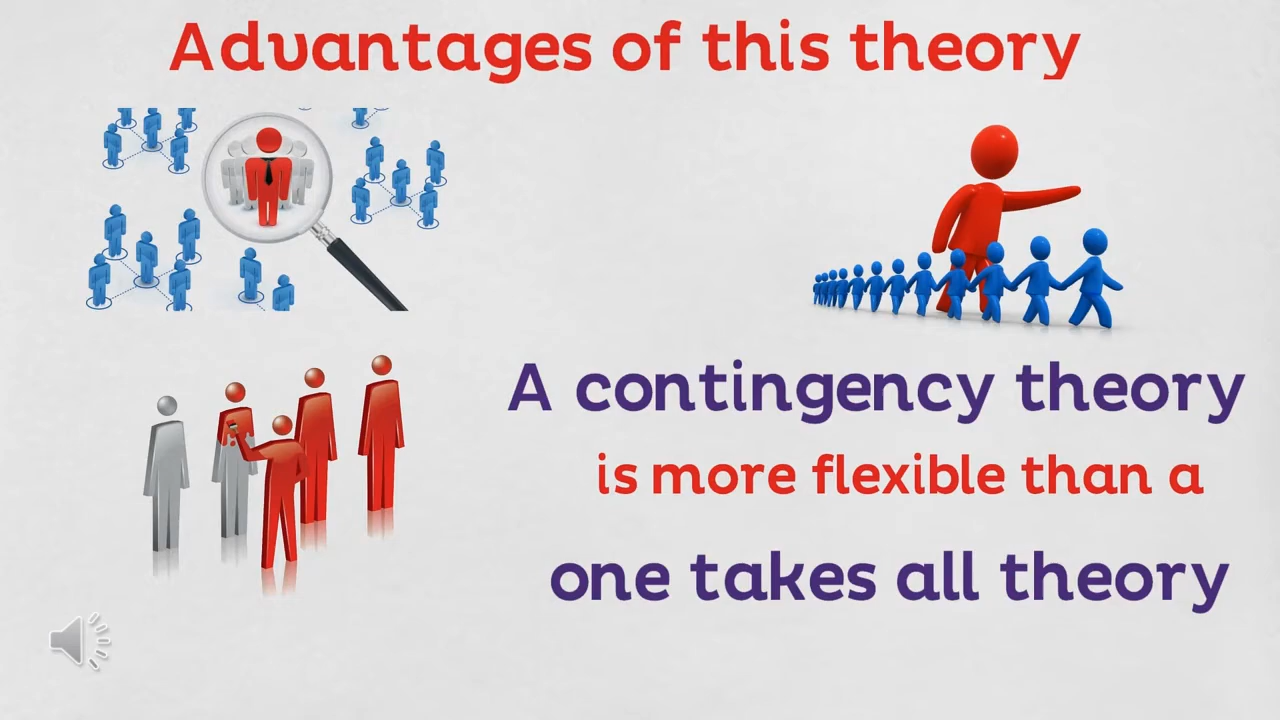 Advantages of this theory
A contingency theory
is more flexible than a
one takes all theory